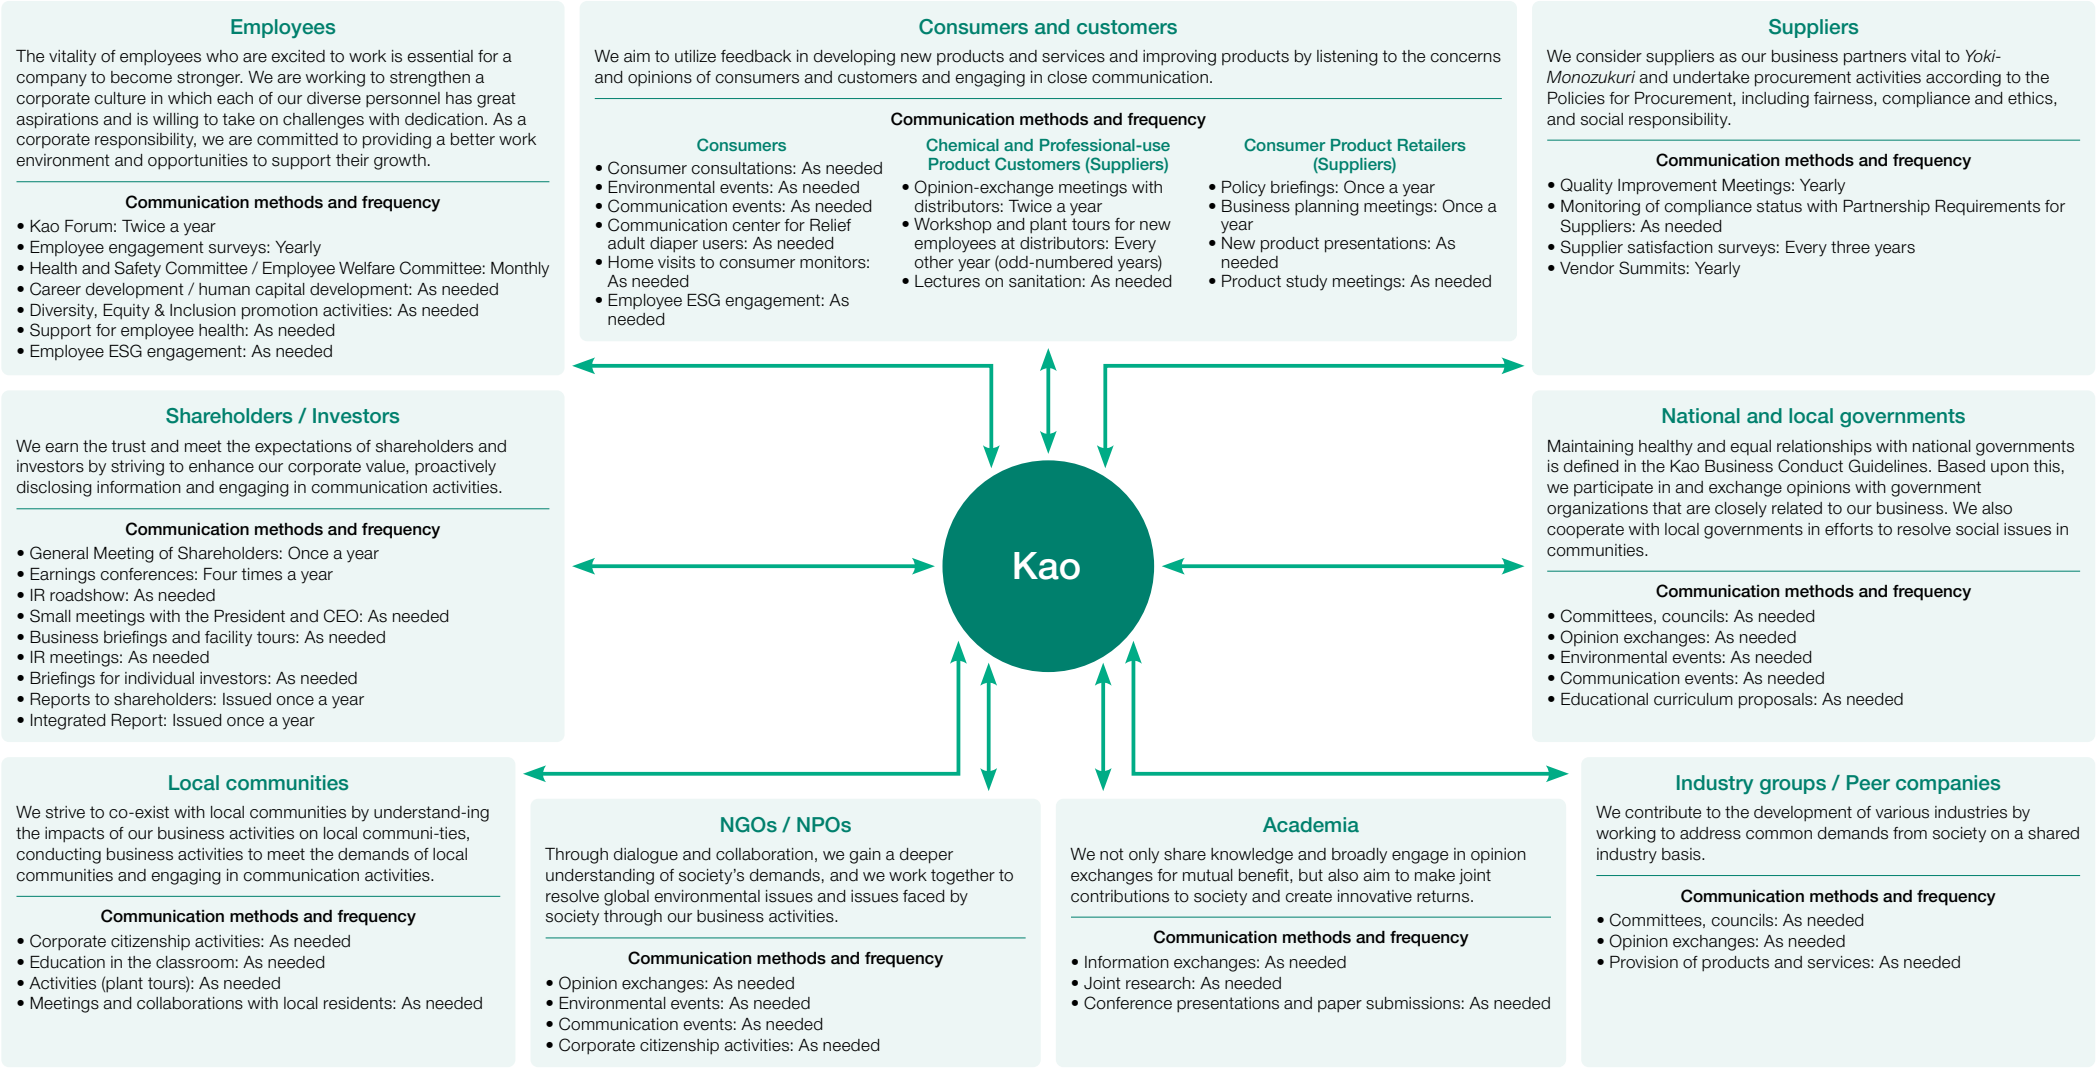 Employees
The vitality of employees who are excited to work is essential for a
company to become stronger. We are working to strengthen a
corporate culture in which each of our diverse personnel has great
aspirations and is willing to take on challenges with dedication. As a
corporate responsibility, we are committed to providing a better work
environment and opportunities to support their growth.
Communication methods and frequency
• Kao Forum: Twice a year
• Employee engagement surveys: Yearly
• Health and Safety Committee / Employee Welfare Committee: Monthly
• Career development / human capital development: As needed
• Diversity, Equity & Inclusion promotion activities: As needed
• Support for employee health: As needed
• Employee ESG engagement: As needed
Consumers and customers
We aim to utilize feedback in developing new products and services and improving products by listening to the concerns
and opinions of consumers and customers and engaging in close communication.
Communication methods and frequency
Consumers
• Consumer consultations: As needed
• Environmental events: As needed
• Communication events: As needed
• Communication center for Relief
adult diaper users: As needed
• Home visits to consumer monitors:
As needed
• Employee ESG engagement: As
needed
Chemical and Professional-use
Product Customers (Suppliers)
• Opinion-exchange meetings with
distributors: Twice a year
• Workshop and plant tours for new
employees at distributors: Every
other year (odd-numbered years)
• Lectures on sanitation: As needed
Consumer Product Retailers
(Suppliers)
• Policy briefings: Once a year
• Business planning meetings: Once a
year
• New product presentations: As
needed
• Product study meetings: As needed
Suppliers
We consider suppliers as our business partners vital to Yoki-
Monozukuri and undertake procurement activities according to the
Policies for Procurement, including fairness, compliance and ethics,
and social responsibility.
Communication methods and frequency
• Quality Improvement Meetings: Yearly
• Monitoring of compliance status with Partnership Requirements for
Suppliers: As needed
• Supplier satisfaction surveys: Every three years
• Vendor Summits: Yearly
Shareholders / Investors
We earn the trust and meet the expectations of shareholders and
investors by striving to enhance our corporate value, proactively
disclosing information and engaging in communication activities.
Communication methods and frequency
• General Meeting of Shareholders: Once a year
• Earnings conferences: Four times a year
• IR roadshow: As needed
• Small meetings with the President and CEO: As needed
• Business briefings and facility tours: As needed
• IR meetings: As needed
• Briefings for individual investors: As needed
• Reports to shareholders: Issued once a year
• Integrated Report: Issued once a year
Kao
National and local governments
Maintaining healthy and equal relationships with national governments
is defined in the Kao Business Conduct Guidelines. Based upon this,
we participate in and exchange opinions with government
organizations that are closely related to our business. We also
cooperate with local governments in efforts to resolve social issues in
communities.
Communication methods and frequency
• Committees, councils: As needed
• Opinion exchanges: As needed
• Environmental events: As needed
• Communication events: As needed
• Educational curriculum proposals: As needed
Local communities
We strive to co-exist with local communities by understand-ing
the impacts of our business activities on local communi-ties,
conducting business activities to meet the demands of local
communities and engaging in communication activities.
Communication methods and frequency
• Corporate citizenship activities: As needed
• Education in the classroom: As needed
• Activities (plant tours): As needed
• Meetings and collaborations with local residents: As needed
NGOs / NPOs
Through dialogue and collaboration, we gain a deeper
understanding of society's demands, and we work together to
resolve global environmental issues and issues faced by
society through our business activities.
Communication methods and frequency
• Opinion exchanges: As needed
• Environmental events: As needed
• Communication events: As needed
• Corporate citizenship activities: As needed
Academia
We not only share knowledge and broadly engage in opinion
exchanges for mutual benefit, but also aim to make joint
contributions to society and create innovative returns.
Communication methods and frequency
• Information exchanges: As needed
• Joint research: As needed
• Conference presentations and paper submissions: As needed
Industry groups / Peer companies
We contribute to the development of various industries by
working to address common demands from society on a shared
industry basis.
Communication methods and frequency
• Committees, councils: As needed
• Opinion exchanges: As needed
• Provision of products and services: As needed